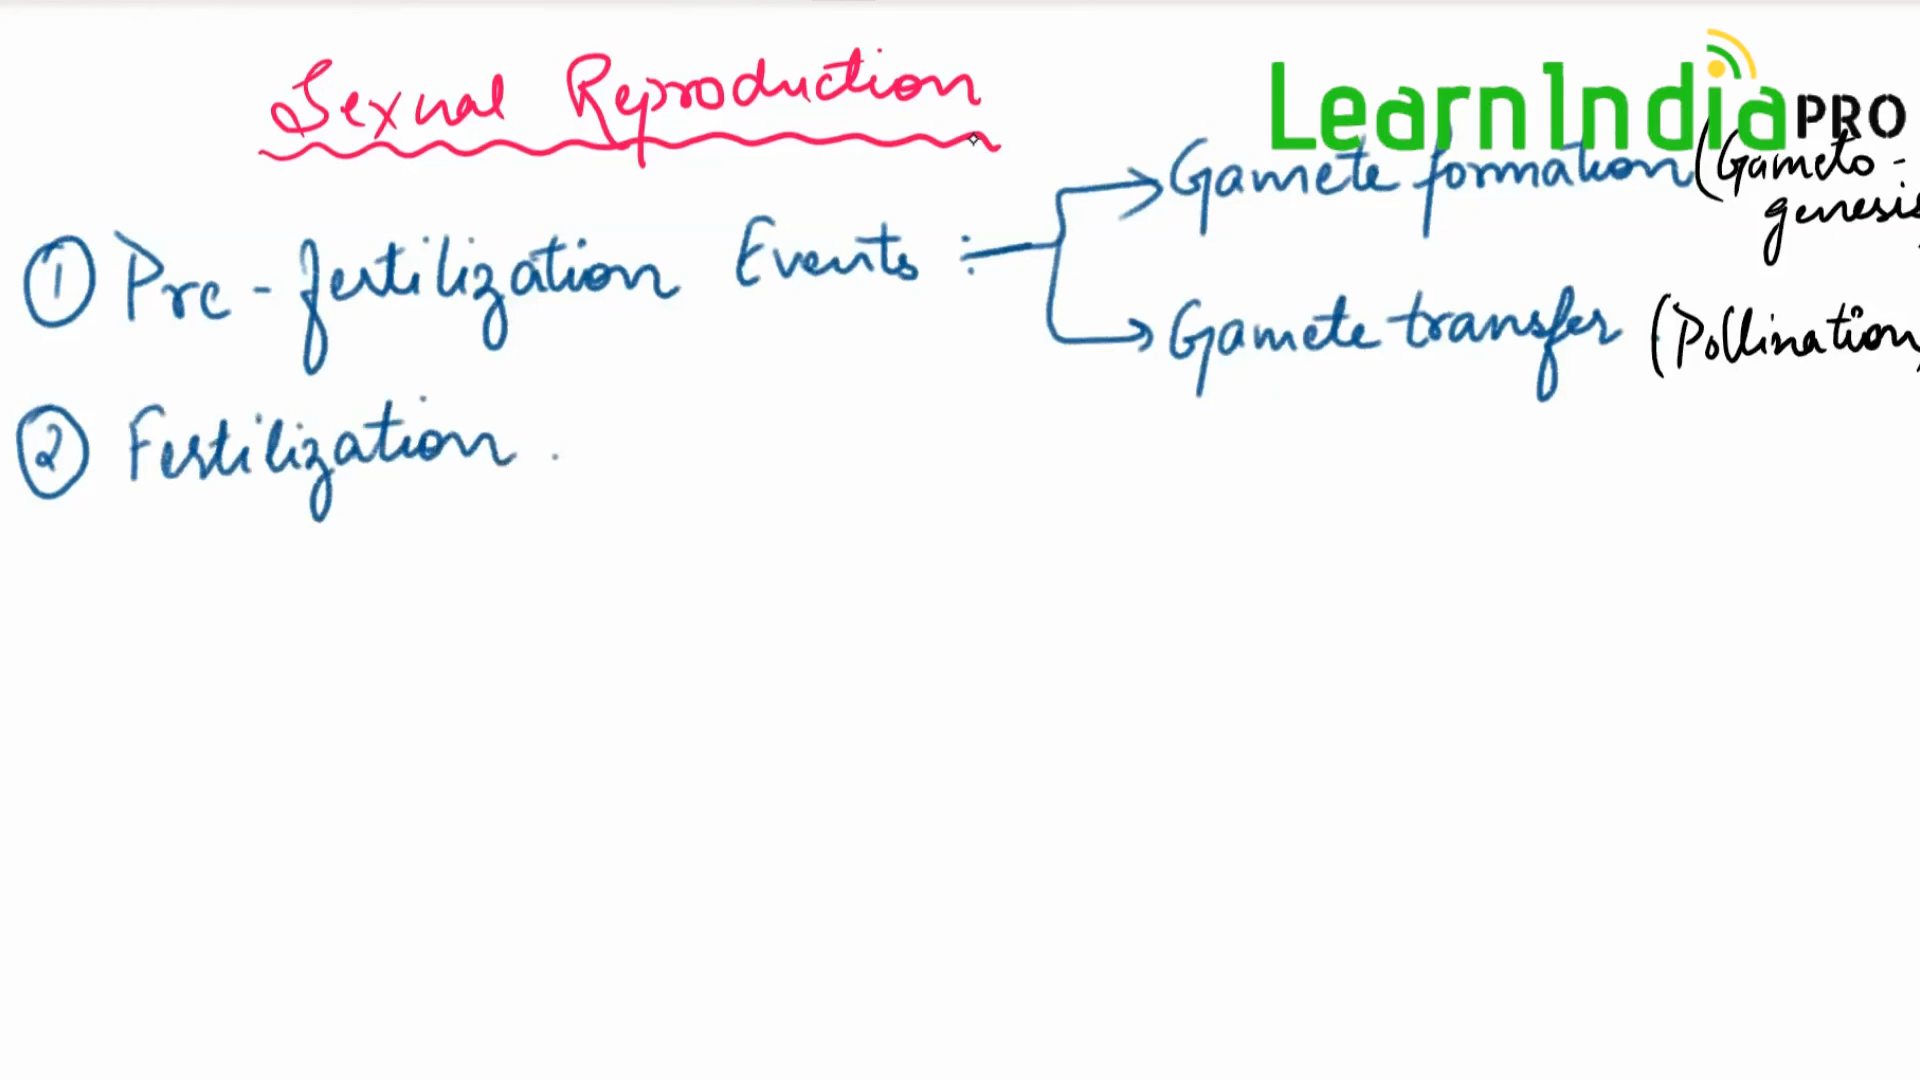 Sexual Reproduction
LearnIndia PRO
① Pre-fertilization Events :-
Gamete formation (Gameto-
genesis
Gamete transfer (Pollination)
② Fertilization.